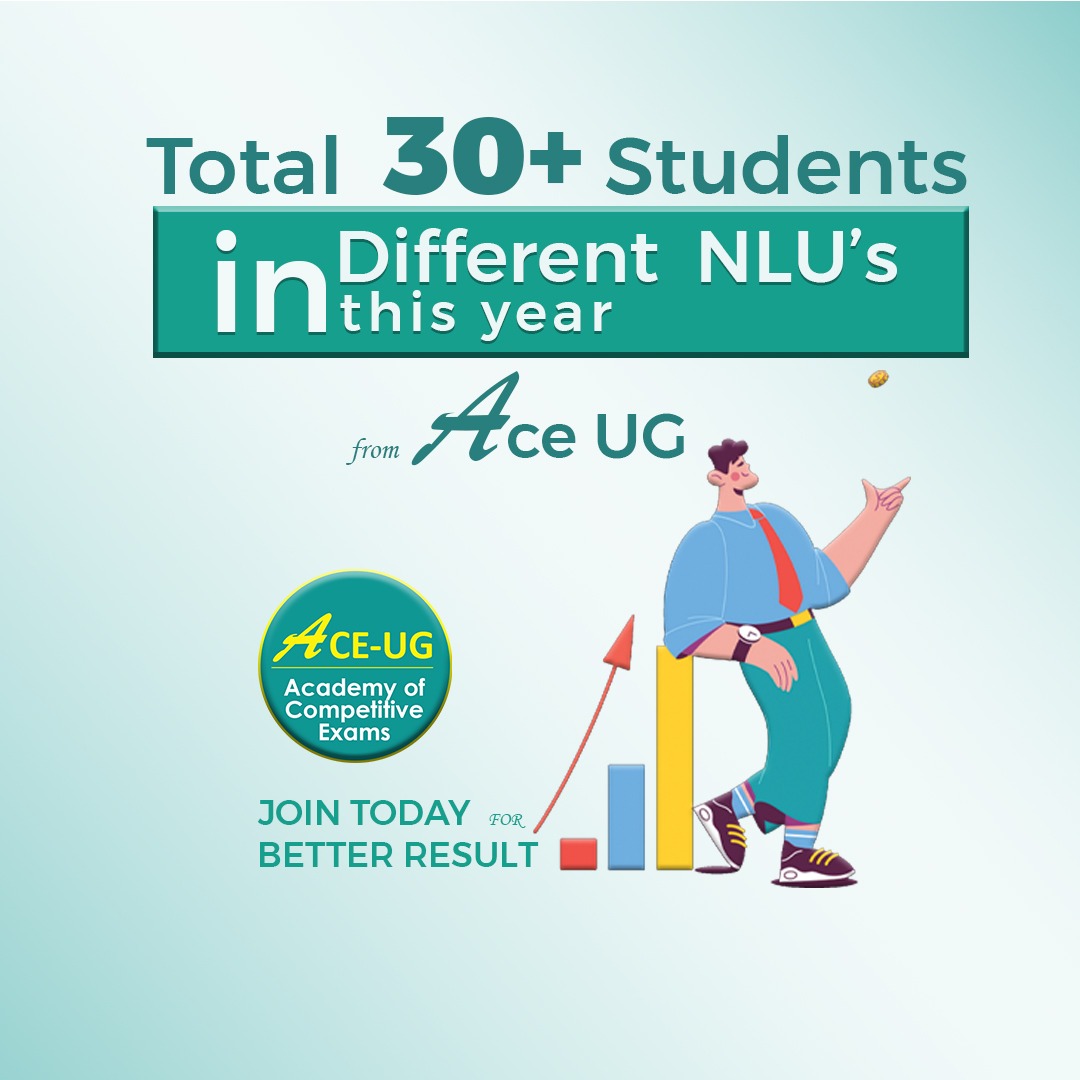 Total 30+ Students
in Different NLU's
this year
from Ace UG
ACE-UG
Academy of
Competitive
Exams
JOIN TODAY FOR
BETTER RESULT